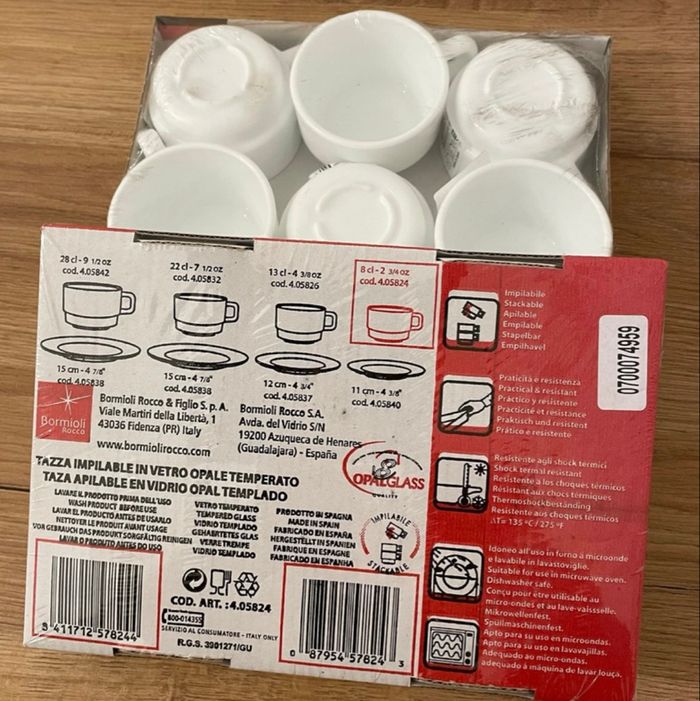 28 cl - 9 1/2 OZ
cod. 4.05842
22 cl - 7 1/2 OZ
cod. 4.05832
13 cl - 4 3/8 OZ
cod. 4.05826
8 cl - 2 3/4 OZ
cod. 4.05824
15 cm - 4 7/8"
cod. 4.05838
15 cm - 4 7/8"
cod. 4.05838
12 cm - 4 3/4"
cod. 4.05837
11 cm - 4 3/8"
cod. 4.05840
Bormioli
Rocco
Bormioli Rocco & Figlio S. p. A.
Viale Martiri della Libertà, 1
43036 Fidenza (PR) Italy
Bormioli Rocco S.A.
Avda. del Vidrio S/N
19200 Azuqueca de Henares
(Guadalajara) - España
www.bormiolirocco.com
TAZZA IMPILABILE IN VETRO OPALE TEMPERATO
TAZA APILABLE EN VIDRIO OPAL TEMPLADO
OPALGLASS
QUALITY
LAVARE IL PRODOTTO PRIMA DELL'USO
WASH PRODUCT BEFORE USE
LAVAR EL PRODUCTO ANTES DE USARLO
NETTOYER LE PRODUIT AVANT USAGE
VOR GEBRAUCH DAS PRODUKT SORGFÄLTIG REINIGEN
LAVAR O PRODUTO ANTES DO USO
VETRO TEMPERATO
TEMPERED GLASS
VIDRIO TEMPLADO
GEHÄRTETES GLAS
VERRE TREMPE
VIDRO TEMPLADO
PRODOTTO IN SPAGNA
MADE IN SPAIN
FABRICADO EN ESPAÑA
HERGESTELLT IN SPANIEN
FABRIQUE EN ESPAGNE
FABRICADO EN ESPANHA
IMPILABILE
STACKABLE
COD. ART. : 4.05824
800-014355
SERVIZIO AL CONSUMATORE - ITALY ONLY
R.G.S. 3901271/GU
8 411712 578244
0 87954 57824 3
Impilabile
Stackable
Apilable
Empilable
Stapelbar
Empilhável
Praticità e resistenza
Practical & resistant
Práctico y resistente
Practicité et résistance
Praktisch und resistent
Prático e resistente
Resistente agli shock termici
Shock termal resistant
Resistente a los choques térmicos
Résistant aux chocs térmiques
Thermoshockbeständing
Resistente aos choques térmicos
ΔT= 135 °C / 275 °F
Idoneo all'uso in forno à microonde
e lavabile in lavastoviglie.
Suitable for use in microwave oven.
Dishwasher safe.
Conçu pour être utilisable au
micro-ondes et au lave-vaissselle.
Mikrowellenfest.
Spülmaschinenfest.
Apto para su uso en microondas.
Apto para su uso en lavavajillas.
Adequado ao micro-ondas.
adequado à máquina de lavar louça.
0700074959